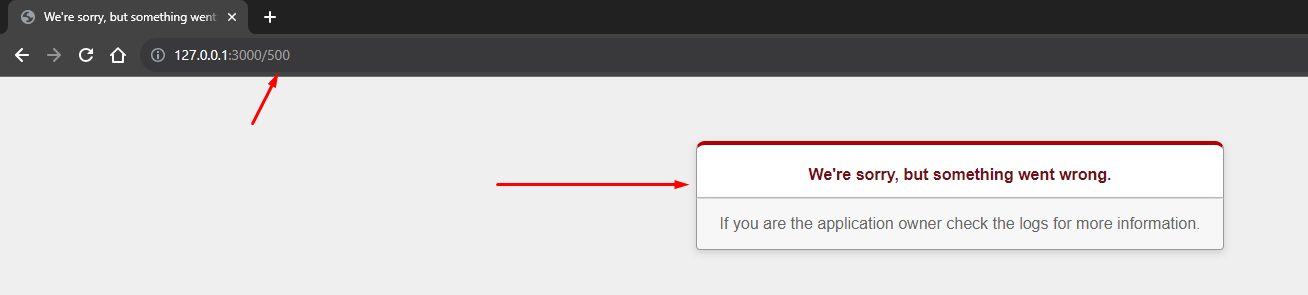 We're sorry, but something went
127.0.0.1:3000/500
We're sorry, but something went wrong.
If you are the application owner check the logs for more information.